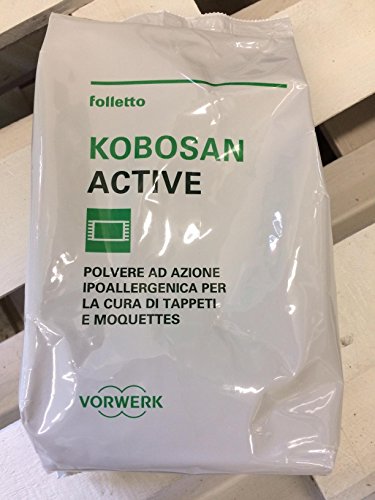 folletto
KOBOSAN
ACTIVE
POLVERE AD AZIONE
IPOALLERGENICA PER
LA CURA DI TAPPETI
E MOQUETTES
VORWERK